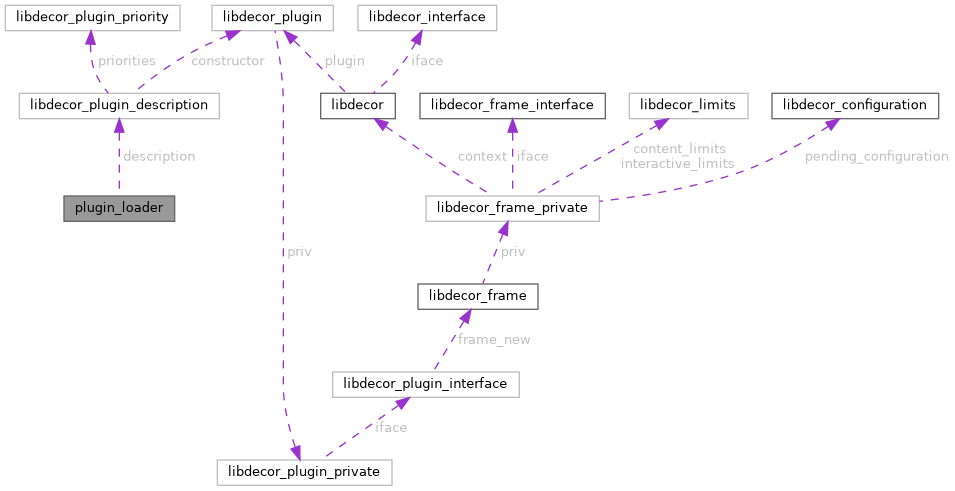 libdecor_plugin_priority
libdecor_plugin
libdecor_interface
priorities
constructor
plugin
iface
libdecor_plugin_description
libdecor
libdecor_frame_interface
libdecor_limits
libdecor_configuration
description
context
iface
content_limits
interactive_limits
pending_configuration
plugin_loader
libdecor_frame_private
priv
priv
libdecor_frame
frame_new
libdecor_plugin_interface
iface
libdecor_plugin_private